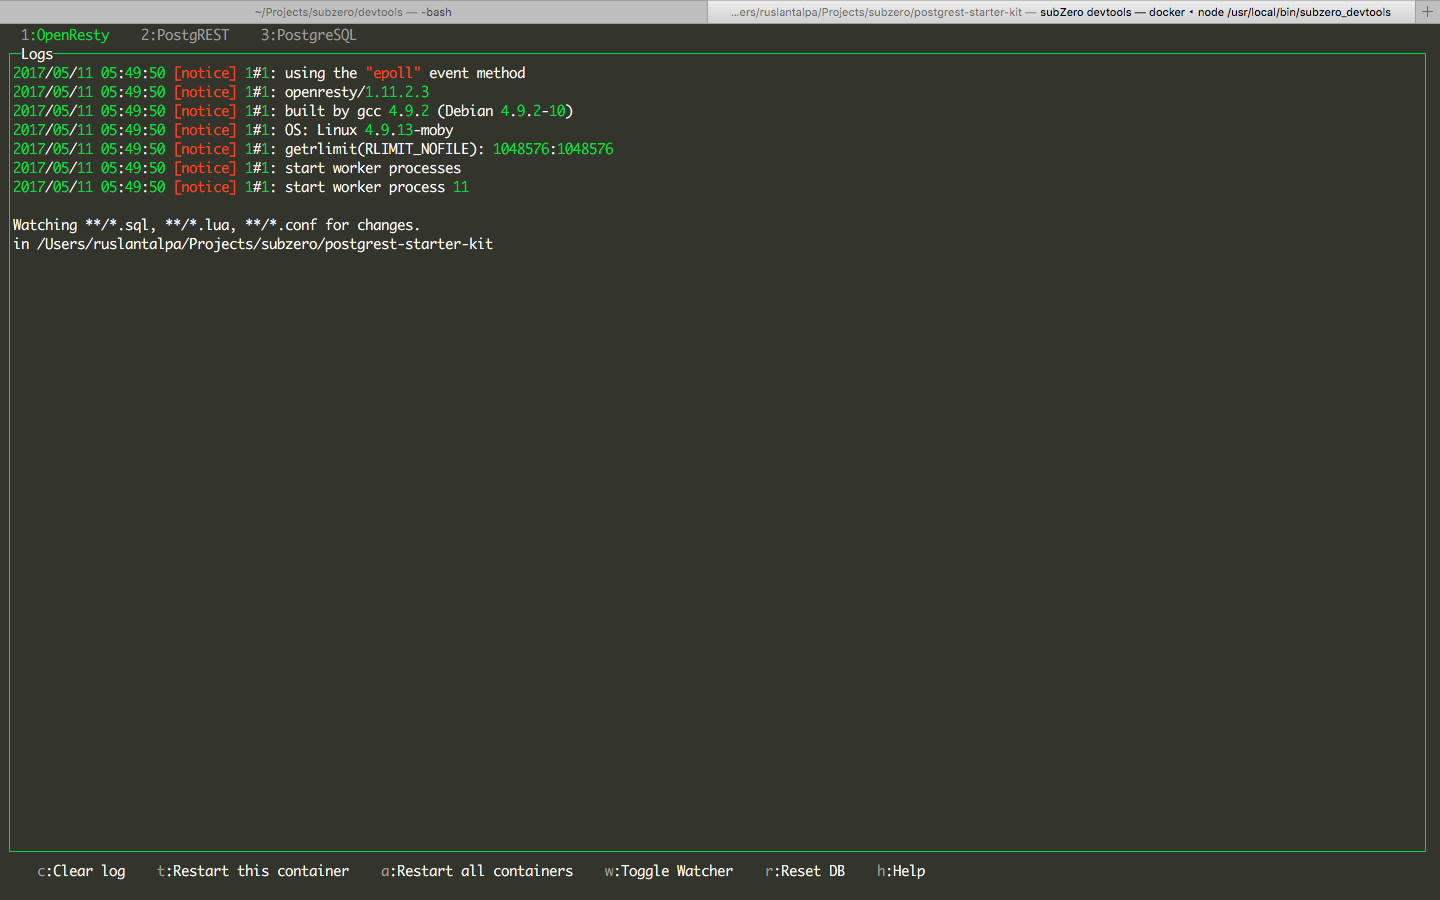 ~/Projects/subzero/devtools — -bash
...ers/ruslantalpa/Projects/subzero/postgrest-starter-kit — subZero devtools — docker • node /usr/local/bin/subzero_devtools
+
1:OpenResty 2:PostgREST 3:PostgreSQL
Logs
2017/05/11 05:49:50 [notice] 1#1: using the "epoll" event method
2017/05/11 05:49:50 [notice] 1#1: openresty/1.11.2.3
2017/05/11 05:49:50 [notice] 1#1: built by gcc 4.9.2 (Debian 4.9.2-10)
2017/05/11 05:49:50 [notice] 1#1: OS: Linux 4.9.13-moby
2017/05/11 05:49:50 [notice] 1#1: getrlimit(RLIMIT_NOFILE): 1048576:1048576
2017/05/11 05:49:50 [notice] 1#1: start worker processes
2017/05/11 05:49:50 [notice] 1#1: start worker process 11
Watching **/*.sql, **/*.lua, **/*.conf for changes.
in /Users/ruslantalpa/Projects/subzero/postgrest-starter-kit
c:Clear log t:Restart this container a:Restart all containers w:Toggle Watcher r:Reset DB h:Help